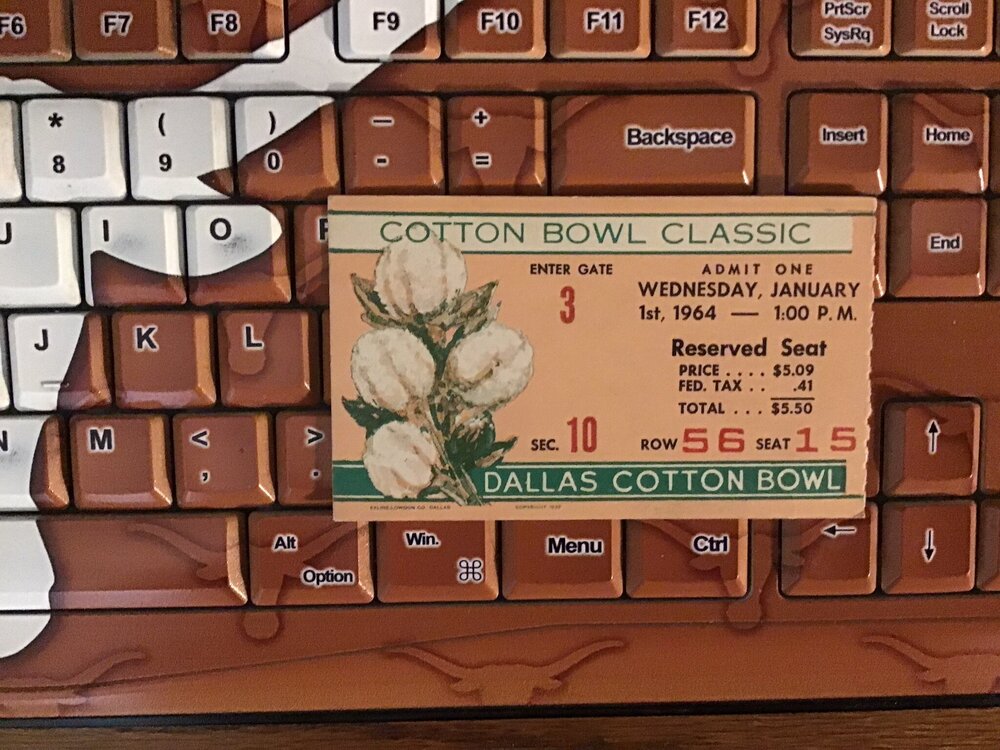 F6 F7 F8 F9 F10 F11 F12 PrtScr SysRq Scroll Lock
* 8 ( 9 ) 0 — - + = Backspace Insert Home
J I O P End
J K L
N M < , > .
Alt Option Win. ⌘ Menu Ctrl ← ↑ ↓
COTTON BOWL CLASSIC
ENTER GATE
3
ADMIT ONE
WEDNESDAY, JANUARY
1st, 1964 — 1:00 P.M.
Reserved Seat
PRICE .... $5.09
FED. TAX .. .41
TOTAL ... $5.50
SEC. 10 ROW 56 SEAT 15
DALLAS COTTON BOWL